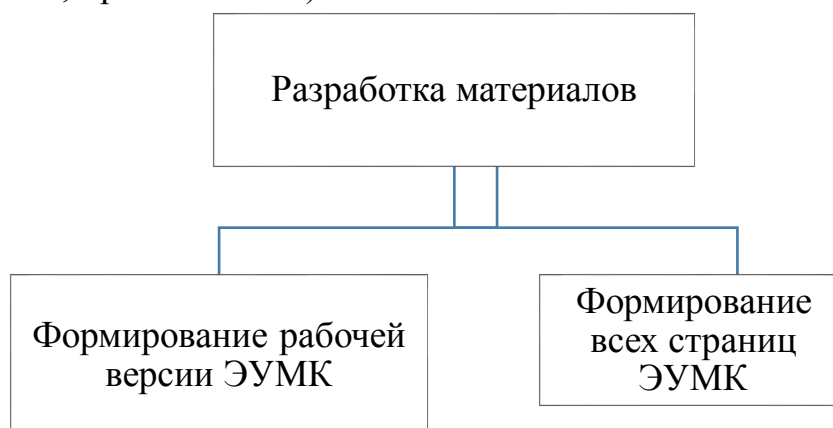 Разработка материалов
Формирование рабочей
версии ЭУМК
Формирование
всех страниц
ЭУМК